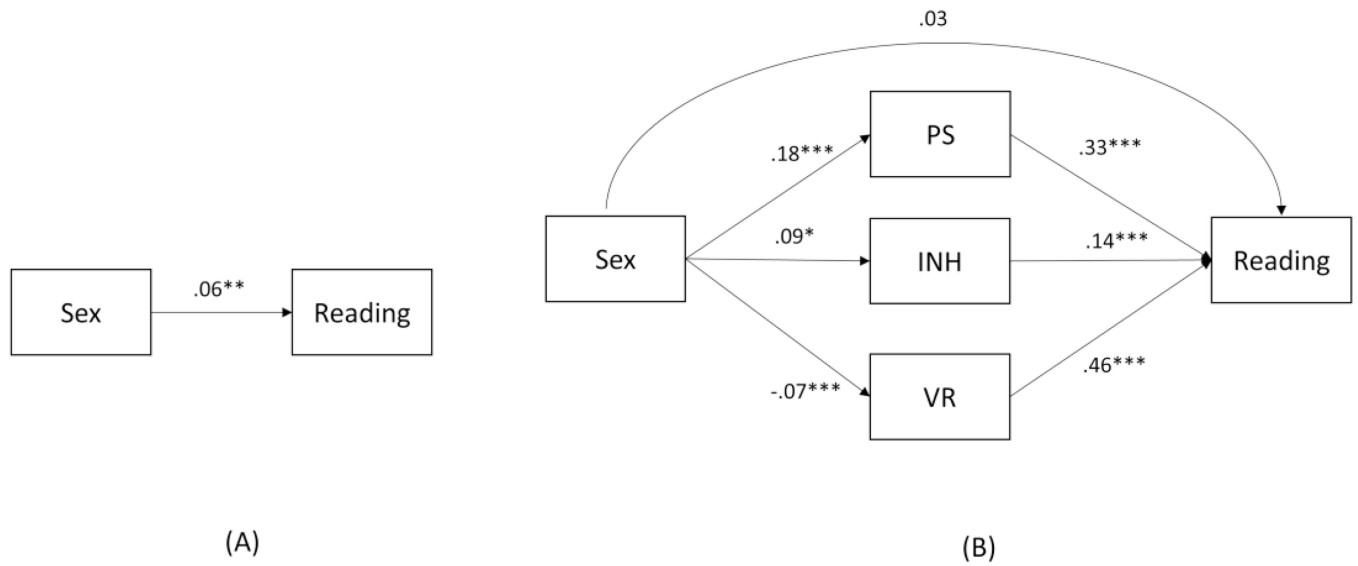 .06**
Sex
Reading
(A)
.03
PS
.18***
.33***
Sex
.09*
INH
.14***
Reading
-.07***
VR
.46***
(B)